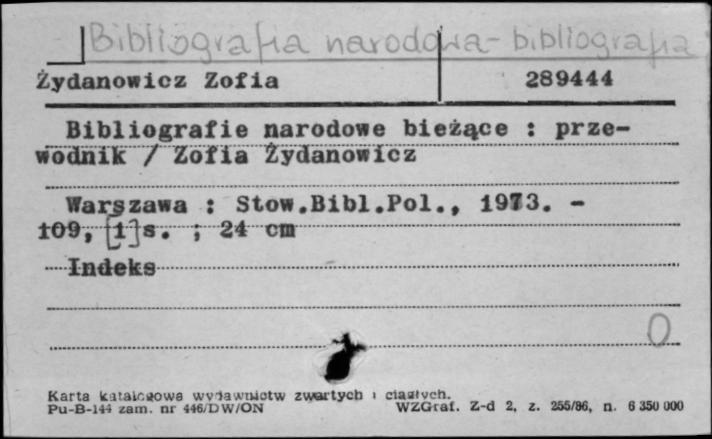 Bibliografia narodowa - bibliografia
Żydanowicz Zofia 289444
Bibliografie narodowe bieżące : prze-
wodnik / Zofia Żydanowicz
Warszawa : Stow.Bibl.Pol., 1973. -
109, [1] s. ; 24 cm
Indeks
0
Karta katalogowa wydawnictw zwartych i ciągłych.
Pu-B-144 zam. nr 446/DW/ON WZGraf. Z-d 2, z. 255/86, n. 6 350 000